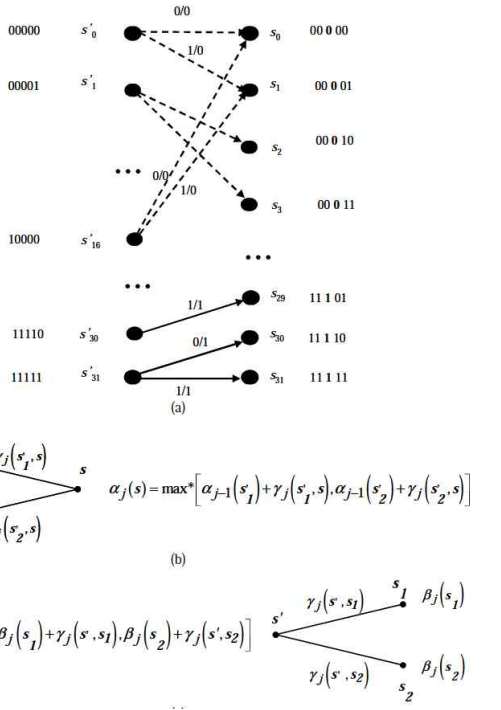 0/0
00000 s'0 s0 00 0 00
1/0
00001 s'1 s1 00 0 01
s2 00 0 10
... 0/0
1/0
s3 00 0 11
10000 s'16
...
...
s29 11 1 01
1/1
11110 s'30 s30 11 1 10
0/1
11111 s'31 s31 11 1 11
1/1
(a)
γj(s'1,s)
s
αj(s)=max*[αj-1(s'1)+γj(s'1,s),αj-1(s'2)+γj(s'2,s)]
(s'2,s)
(b)
s1 βj(s1)
γj(s',s1)
βj(s1)+γj(s',s1),βj(s2)+γj(s',s2)] s'
γj(s',s2) βj(s2)
s2